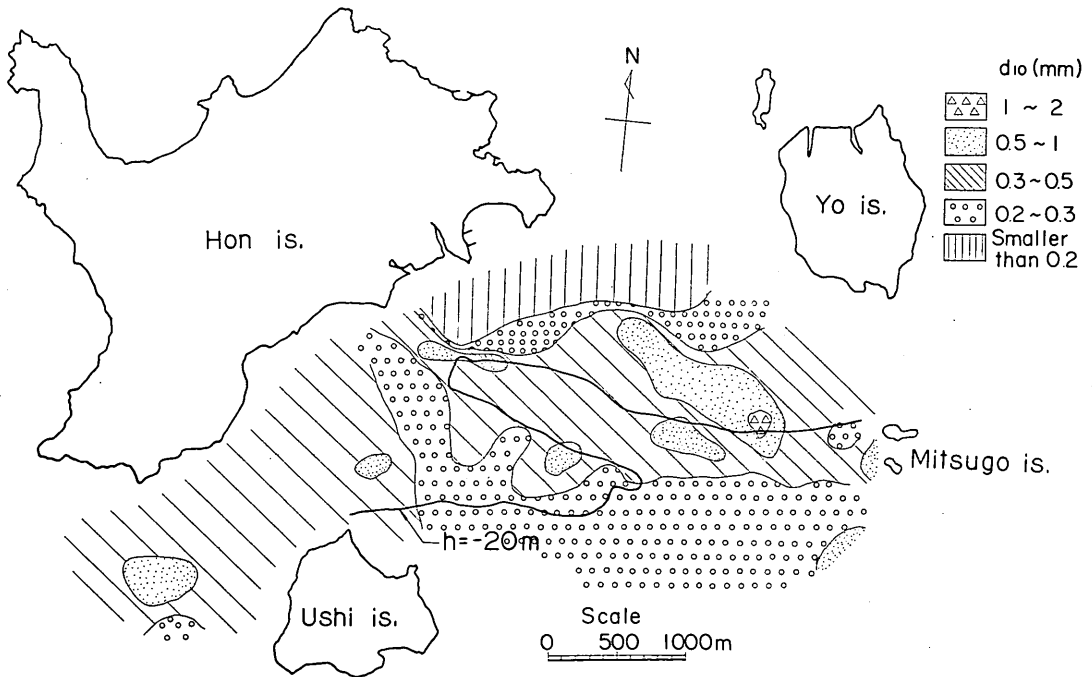 N
d10 (mm)
1 ~ 2
0.5 ~ 1
0.3 ~ 0.5
0.2 ~ 0.3
Smaller
than 0.2
Hon is.
Yo is.
Mitsugo is.
h=-20m
Ushi is.
Scale
0 500 1000m